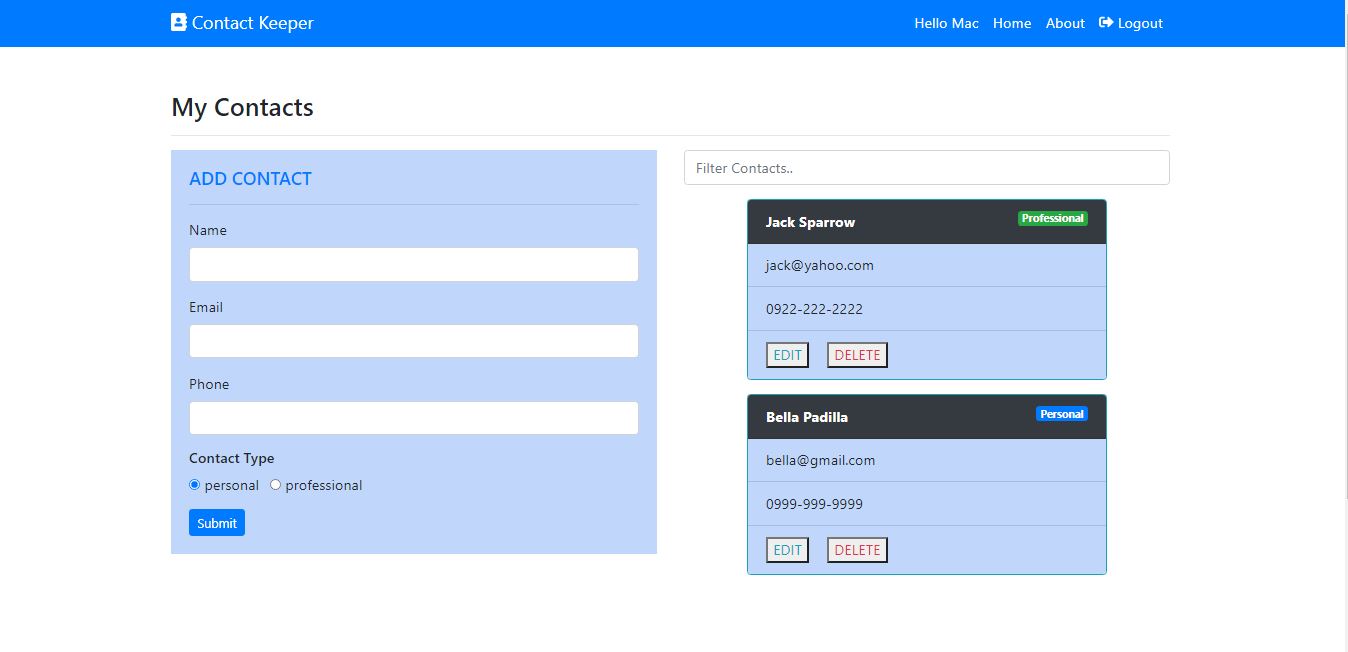 Contact Keeper
Hello Mac Home About Logout
My Contacts
ADD CONTACT
Name
Email
Phone
Contact Type
personal professional
Submit
Filter Contacts..
Jack Sparrow Professional
jack@yahoo.com
0922-222-2222
EDIT DELETE
Bella Padilla Personal
bella@gmail.com
0999-999-9999
EDIT DELETE